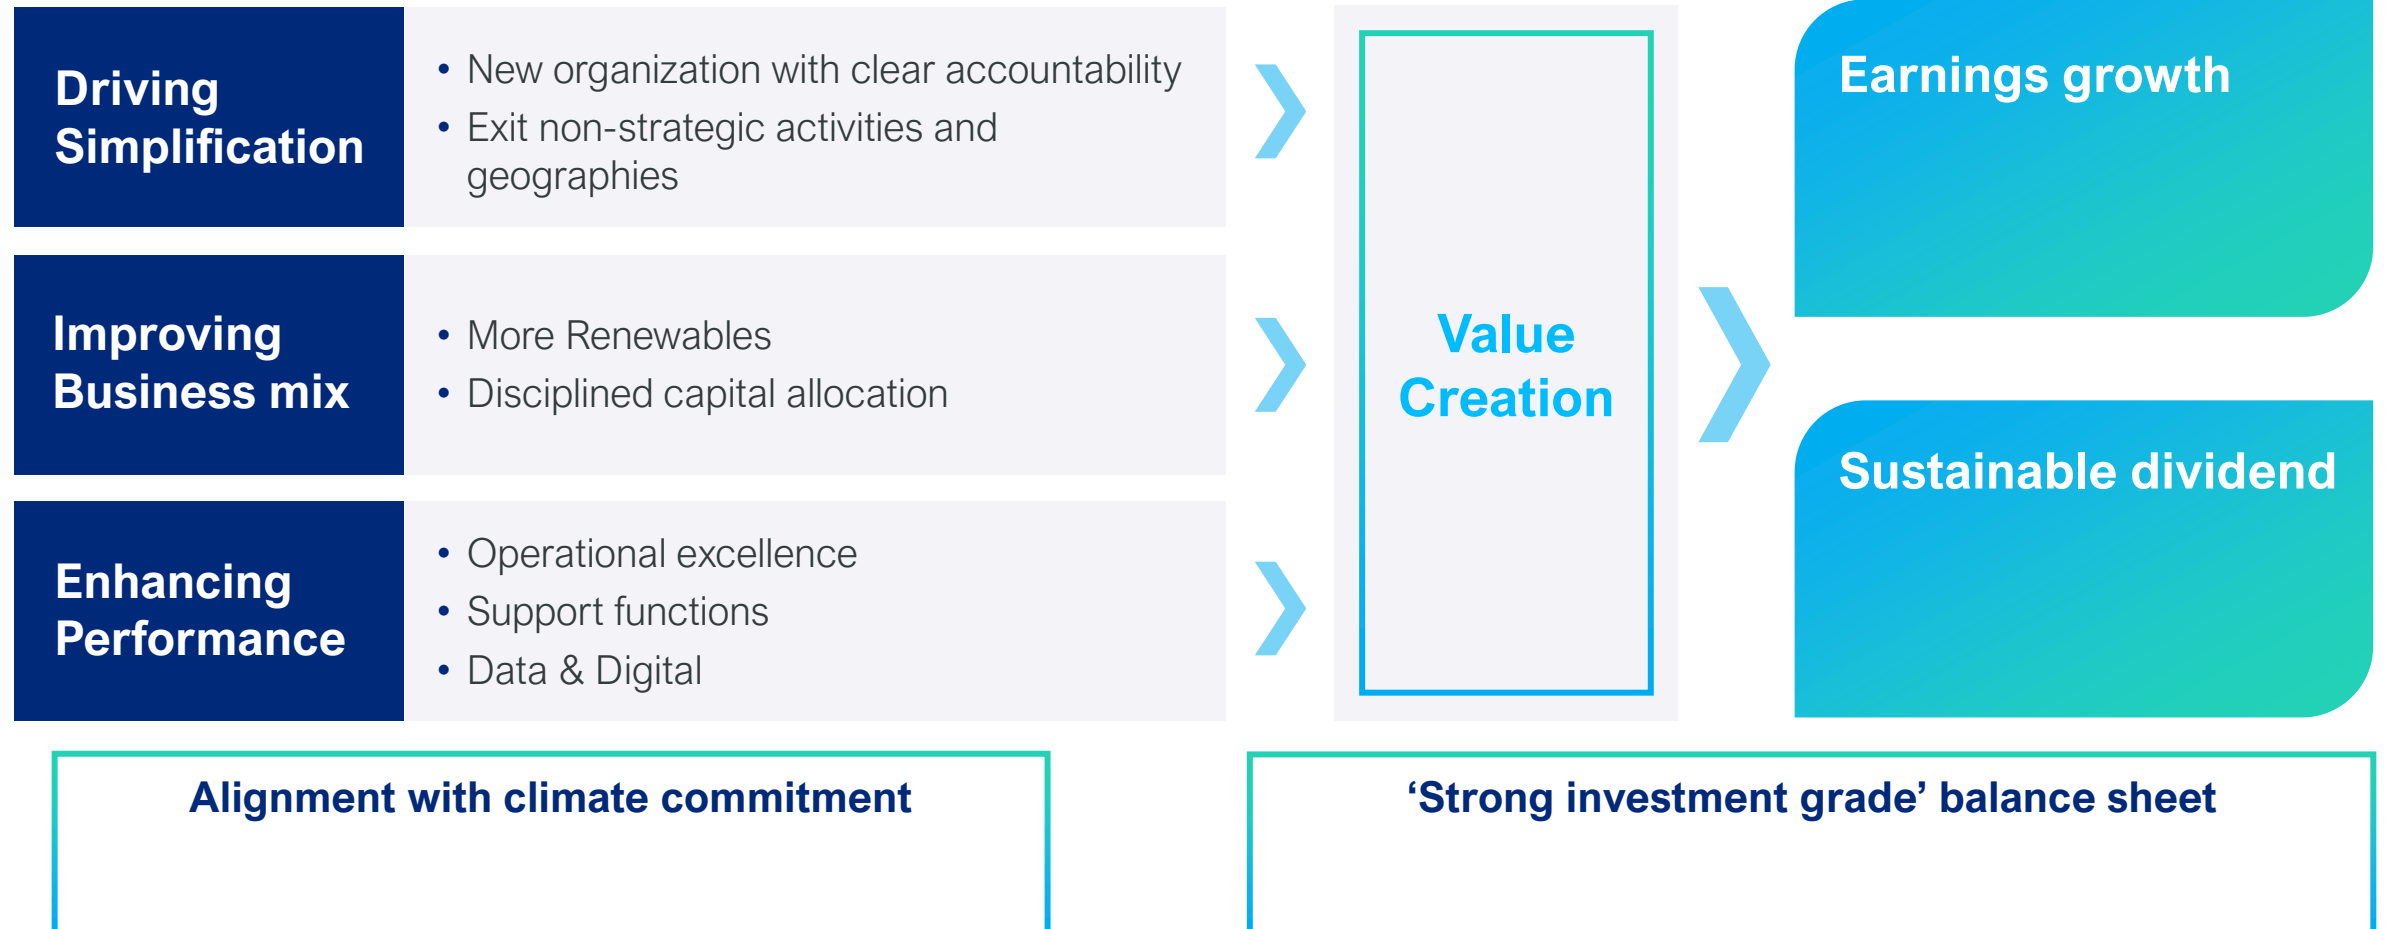 Driving
Simplification
• New organization with clear accountability
• Exit non-strategic activities and
geographies
Improving
Business mix
• More Renewables
• Disciplined capital allocation
Enhancing
Performance
• Operational excellence
• Support functions
• Data & Digital
Value
Creation
Earnings growth
Sustainable dividend
Alignment with climate commitment
‘Strong investment grade’ balance sheet